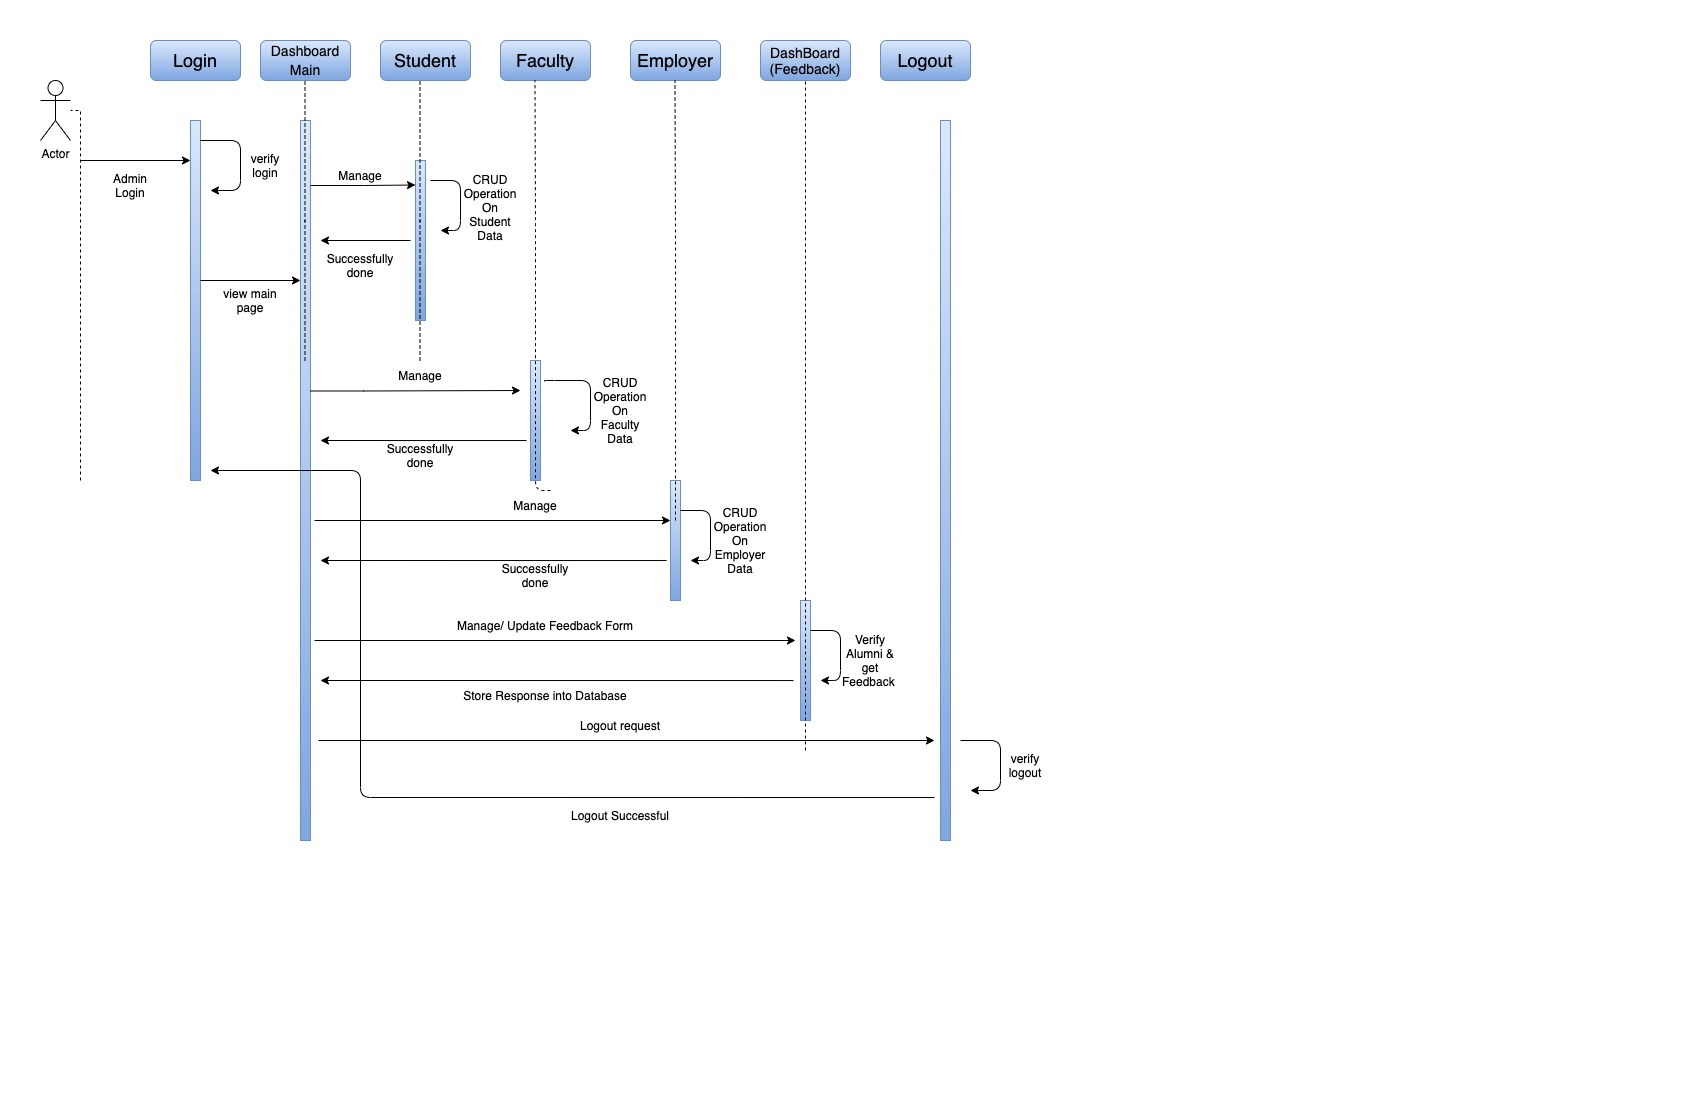 Login
Dashboard
Main
Student
Faculty
Employer
DashBoard
(Feedback)
Logout
Actor
Admin
Login
verify
login
Manage
CRUD
Operation
On
Student
Data
Successfully
done
view main
page
Manage
CRUD
Operation
On
Faculty
Data
Successfully
done
Manage
CRUD
Operation
On
Employer
Data
Successfully
done
Manage/ Update Feedback Form
Verify
Alumni &
get
Feedback
Store Response into Database
Logout request
verify
logout
Logout Successful